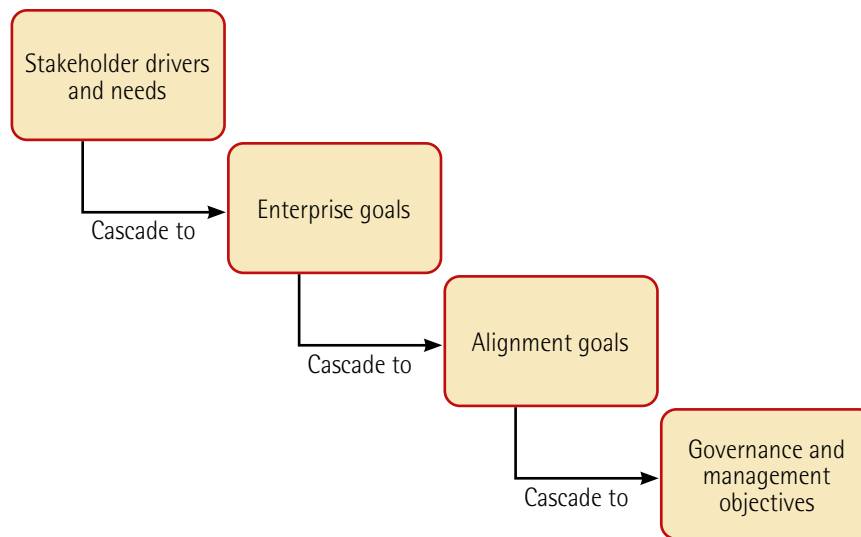 Stakeholder drivers
and needs
Cascade to
Enterprise goals
Cascade to
Alignment goals
Cascade to
Governance and
management
objectives